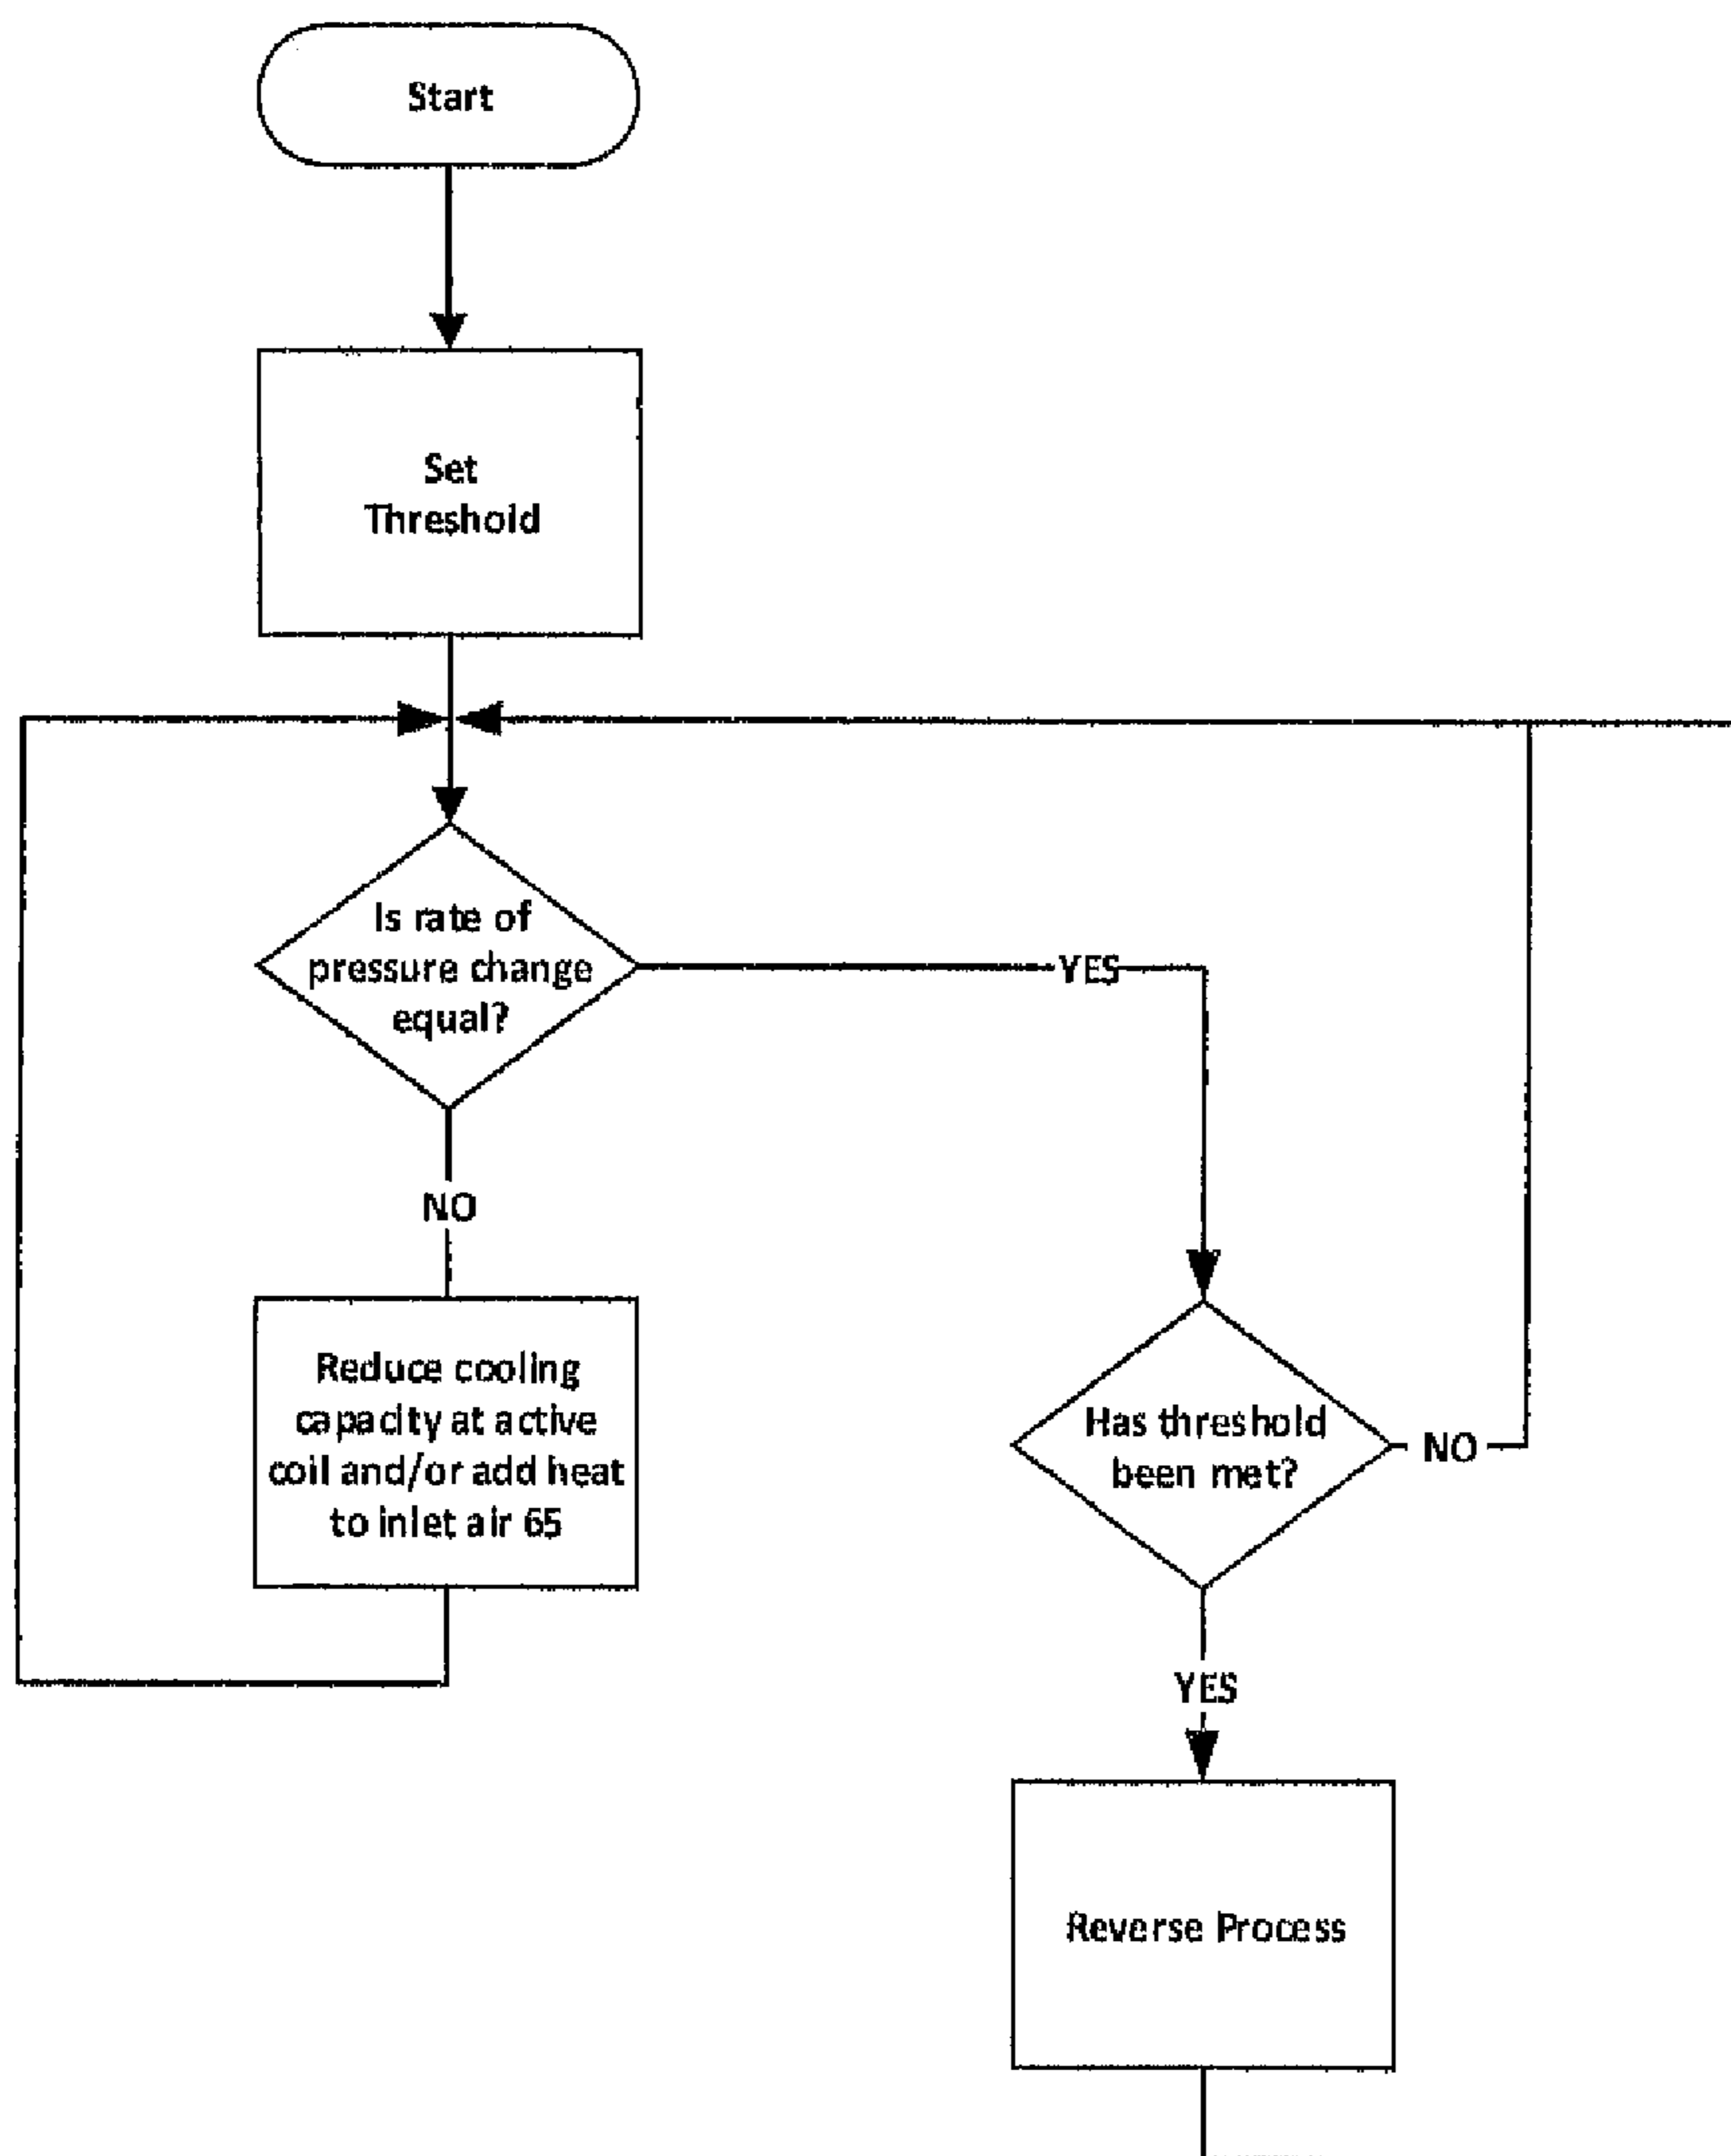 Start
Set
Threshold
Is rate of
pressure change
equal?
YES
NO
Reduce cooling
capacity at active
coil and/or add heat
to inlet air 65
Has threshold
been met?
NO
YES
Reverse Process